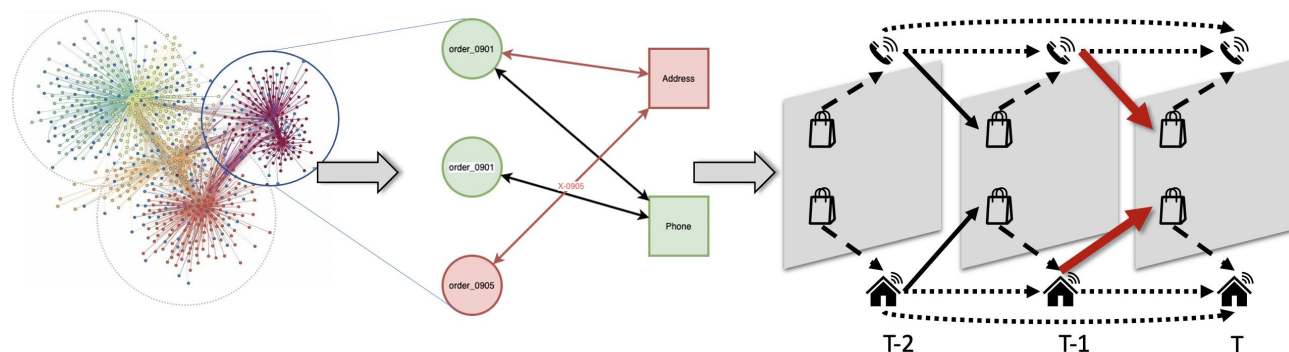 order_0901
Address
order_0901
X-0905
Phone
order_0905
T-2
T-1
T